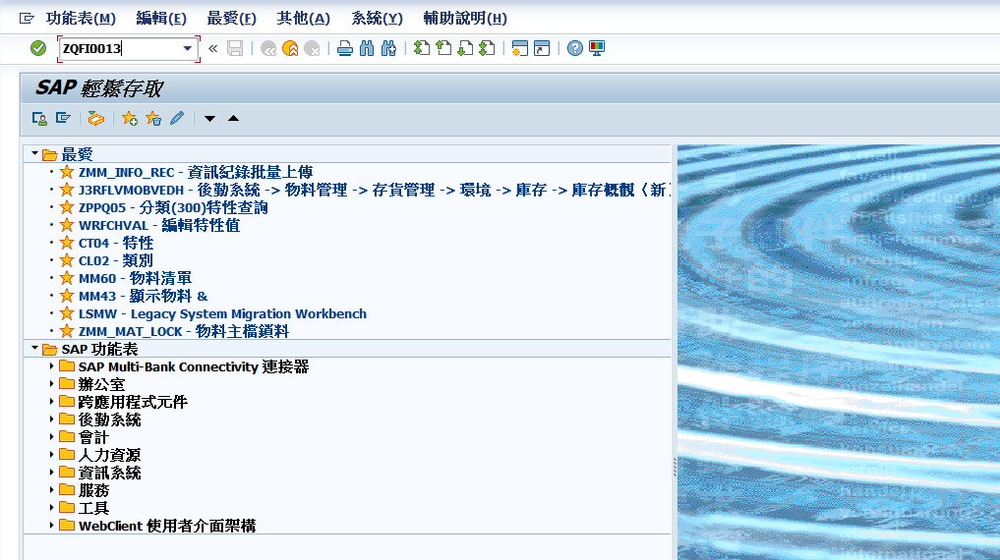 功能表(M) 編輯(E) 最愛(F) 其他(A) 系統(Y) 輔助說明(H)
ZQFI0013
SAP 輕鬆存取
最愛
ZMM_INFO_REC - 資訊紀錄批量上傳
J3RFLVMOBVEDH - 後勤系統 -> 物料管理 -> 存貨管理 -> 環境 -> 庫存 -> 庫存概觀〈新
ZPPQ05 - 分類(300)特性查詢
WRFCHVAL - 編輯特性值
CT04 - 特性
CL02 - 類別
MM60 - 物料清單
MM43 - 顯示物料 &
LSMW - Legacy System Migration Workbench
ZMM_MAT_LOCK - 物料主檔鎖料
SAP 功能表
SAP Multi-Bank Connectivity 連接器
辦公室
跨應用程式元件
後勤系統
會計
人力資源
資訊系統
服務
工具
WebClient 使用者介面架構